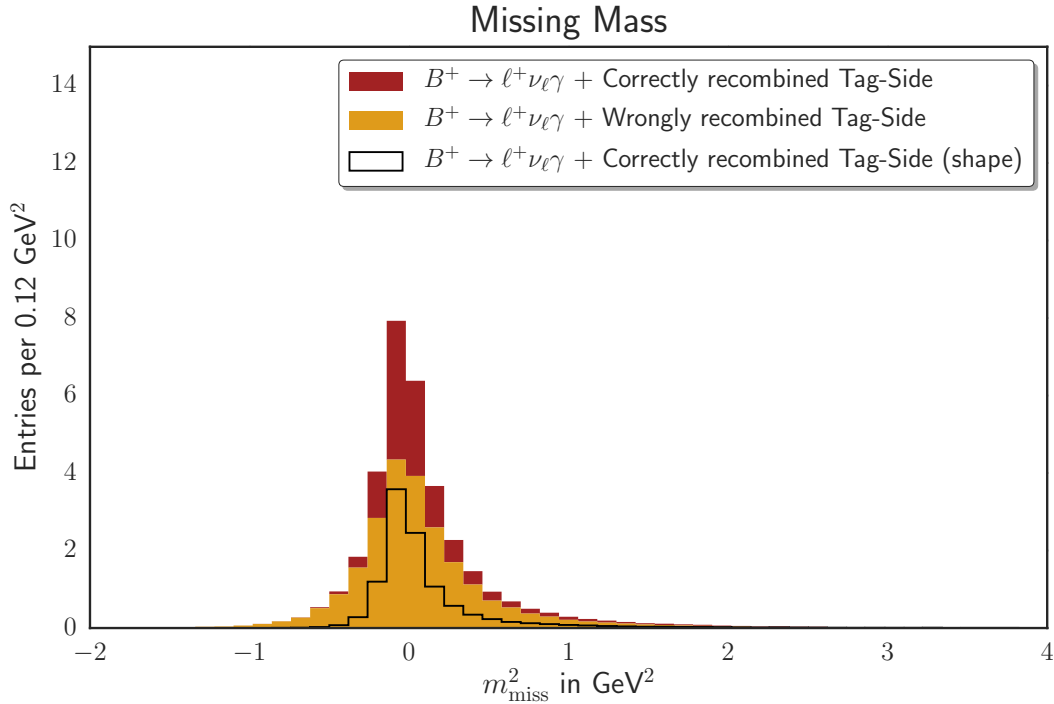 Missing Mass
Entries per 0.12 GeV²
14
12
10
8
6
4
2
0
B⁺ → ℓ⁺νℓγ + Correctly recombined Tag-Side
B⁺ → ℓ⁺νℓγ + Wrongly recombined Tag-Side
B⁺ → ℓ⁺νℓγ + Correctly recombined Tag-Side (shape)
−2 −1 0 1 2 3 4
m²miss in GeV²